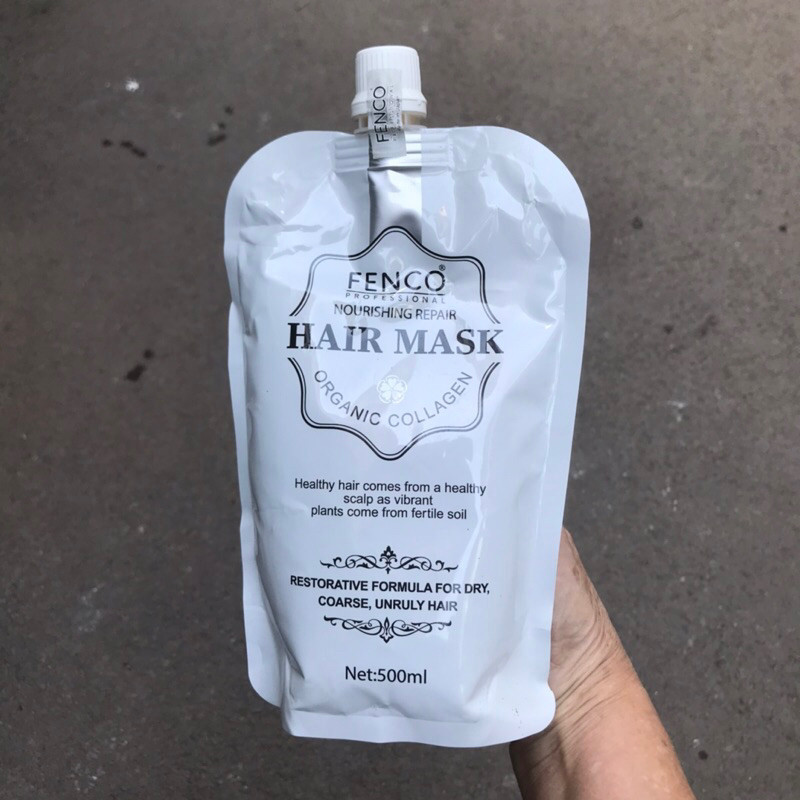 FENCO
FENCO®
PROFESSIONAL
NOURISHING REPAIR
HAIR MASK
ORGANIC COLLAGEN
Healthy hair comes from a healthy
scalp as vibrant
plants come from fertile soil
RESTORATIVE FORMULA FOR DRY,
COARSE, UNRULY HAIR
Net:500ml